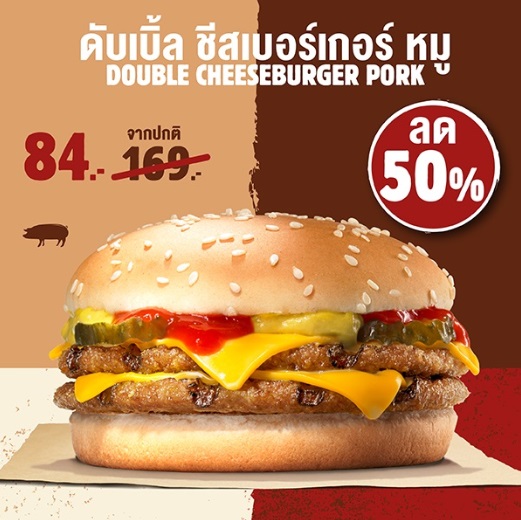 ดับเบิ้ล ชีสเบอร์เกอร์ หมู
DOUBLE CHEESEBURGER PORK
จากปกติ
84.- 169.-
ลด
50%